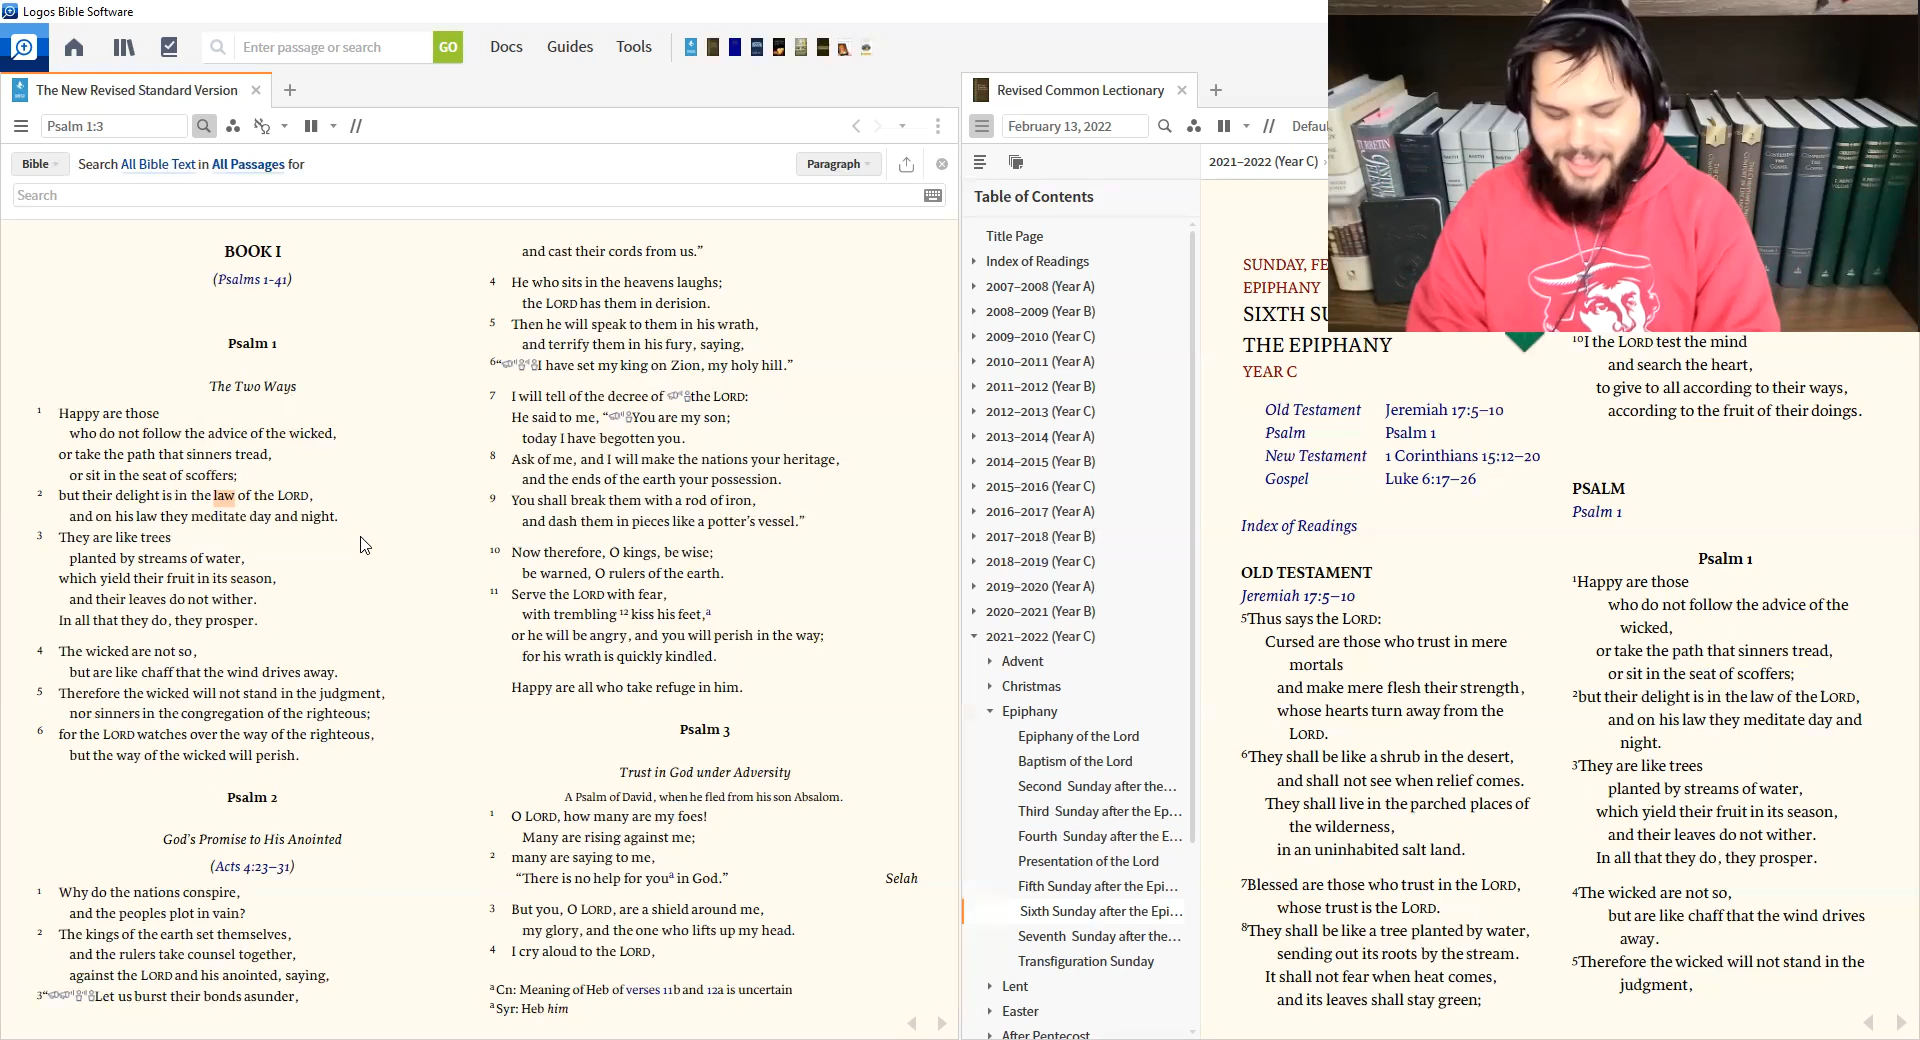 Logos Bible Software
Enter passage or search
GO
Docs
Guides
Tools
The New Revised Standard Version
Psalm 1:3
Bible
Search All Bible Text in All Passages for
Paragraph
Search
BOOK I
(Psalms 1-41)
Psalm 1
The Two Ways
1 Happy are those
who do not follow the advice of the wicked,
or take the path that sinners tread,
or sit in the seat of scoffers;
2 but their delight is in the law of the LORD,
and on his law they meditate day and night.
3 They are like trees
planted by streams of water,
which yield their fruit in its season,
and their leaves do not wither.
In all that they do, they prosper.
4 The wicked are not so,
but are like chaff that the wind drives away.
5 Therefore the wicked will not stand in the judgment,
nor sinners in the congregation of the righteous;
6 for the LORD watches over the way of the righteous,
but the way of the wicked will perish.
Psalm 2
God's Promise to His Anointed
(Acts 4:23–31)
1 Why do the nations conspire,
and the peoples plot in vain?
2 The kings of the earth set themselves,
and the rulers take counsel together,
against the LORD and his anointed, saying,
3 “Let us burst their bonds asunder,
and cast their cords from us.”
4 He who sits in the heavens laughs;
the LORD has them in derision.
5 Then he will speak to them in his wrath,
and terrify them in his fury, saying,
6 “I have set my king on Zion, my holy hill.”
7 I will tell of the decree of the LORD:
He said to me, “You are my son;
today I have begotten you.
8 Ask of me, and I will make the nations your heritage,
and the ends of the earth your possession.
9 You shall break them with a rod of iron,
and dash them in pieces like a potter's vessel.”
10 Now therefore, O kings, be wise;
be warned, O rulers of the earth.
11 Serve the LORD with fear,
with trembling 12 kiss his feet,a
or he will be angry, and you will perish in the way;
for his wrath is quickly kindled.
Happy are all who take refuge in him.
Psalm 3
Trust in God under Adversity
A Psalm of David, when he fled from his son Absalom.
1 O LORD, how many are my foes!
Many are rising against me;
2 many are saying to me,
“There is no help for youa in God.” Selah
3 But you, O LORD, are a shield around me,
my glory, and the one who lifts up my head.
4 I cry aloud to the LORD,
a Cn: Meaning of Heb of verses 11b and 12a is uncertain
a Syr: Heb him
Revised Common Lectionary
February 13, 2022
Defaul
2021–2022 (Year C)
Table of Contents
Title Page
Index of Readings
2007–2008 (Year A)
2008–2009 (Year B)
2009–2010 (Year C)
2010–2011 (Year A)
2011–2012 (Year B)
2012–2013 (Year C)
2013–2014 (Year A)
2014–2015 (Year B)
2015–2016 (Year C)
2016–2017 (Year A)
2017–2018 (Year B)
2018–2019 (Year C)
2019–2020 (Year A)
2020–2021 (Year B)
2021–2022 (Year C)
Advent
Christmas
Epiphany
Epiphany of the Lord
Baptism of the Lord
Second Sunday after the...
Third Sunday after the Ep...
Fourth Sunday after the E...
Presentation of the Lord
Fifth Sunday after the Epi...
Sixth Sunday after the Epi...
Seventh Sunday after the...
Transfiguration Sunday
Lent
Easter
After Pentecost
SUNDAY, FE
EPIPHANY
SIXTH SU
THE EPIPHANY
YEAR C
Old Testament Jeremiah 17:5–10
Psalm Psalm 1
New Testament 1 Corinthians 15:12–20
Gospel Luke 6:17–26
Index of Readings
OLD TESTAMENT
Jeremiah 17:5–10
5Thus says the LORD:
Cursed are those who trust in mere
mortals
and make mere flesh their strength,
whose hearts turn away from the
LORD.
6They shall be like a shrub in the desert,
and shall not see when relief comes.
They shall live in the parched places of
the wilderness,
in an uninhabited salt land.
7Blessed are those who trust in the LORD,
whose trust is the LORD.
8They shall be like a tree planted by water,
sending out its roots by the stream.
It shall not fear when heat comes,
and its leaves shall stay green;
10I the LORD test the mind
and search the heart,
to give to all according to their ways,
according to the fruit of their doings.
PSALM
Psalm 1
Psalm 1
1Happy are those
who do not follow the advice of the
wicked,
or take the path that sinners tread,
or sit in the seat of scoffers;
2but their delight is in the law of the LORD,
and on his law they meditate day and
night.
3They are like trees
planted by streams of water,
which yield their fruit in its season,
and their leaves do not wither.
In all that they do, they prosper.
4The wicked are not so,
but are like chaff that the wind drives
away.
5Therefore the wicked will not stand in the
judgment,
TURRETIN
BARTH
BARTH